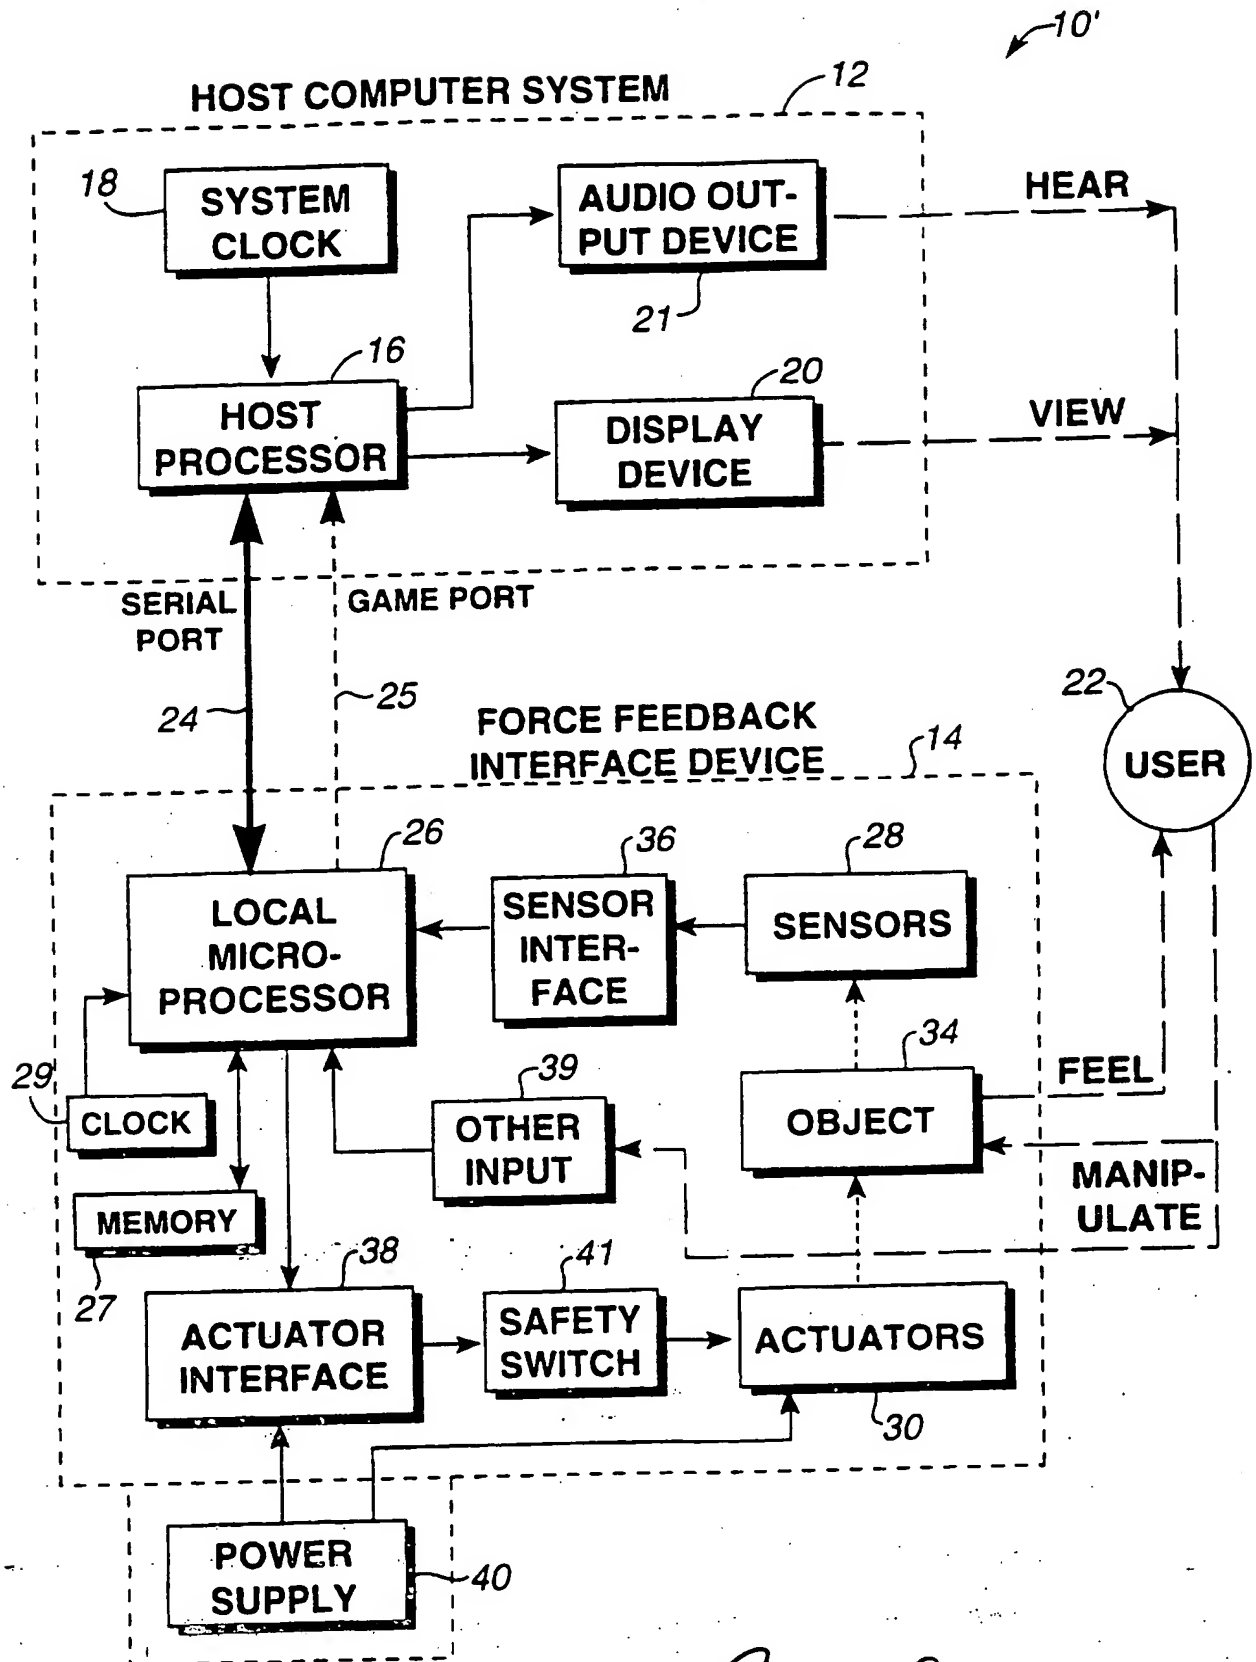 10'
HOST COMPUTER SYSTEM
12
18
SYSTEM
CLOCK
AUDIO OUT-
PUT DEVICE
21
HEAR
16
HOST
PROCESSOR
20
DISPLAY
DEVICE
VIEW
SERIAL
PORT
GAME PORT
24
25
22
USER
FORCE FEEDBACK
INTERFACE DEVICE
14
26
LOCAL
MICRO-
PROCESSOR
36
SENSOR
INTER-
FACE
28
SENSORS
29
CLOCK
39
OTHER
INPUT
34
OBJECT
FEEL
MANIP-
ULATE
MEMORY
27
38
ACTUATOR
INTERFACE
41
SAFETY
SWITCH
ACTUATORS
30
POWER
SUPPLY
40